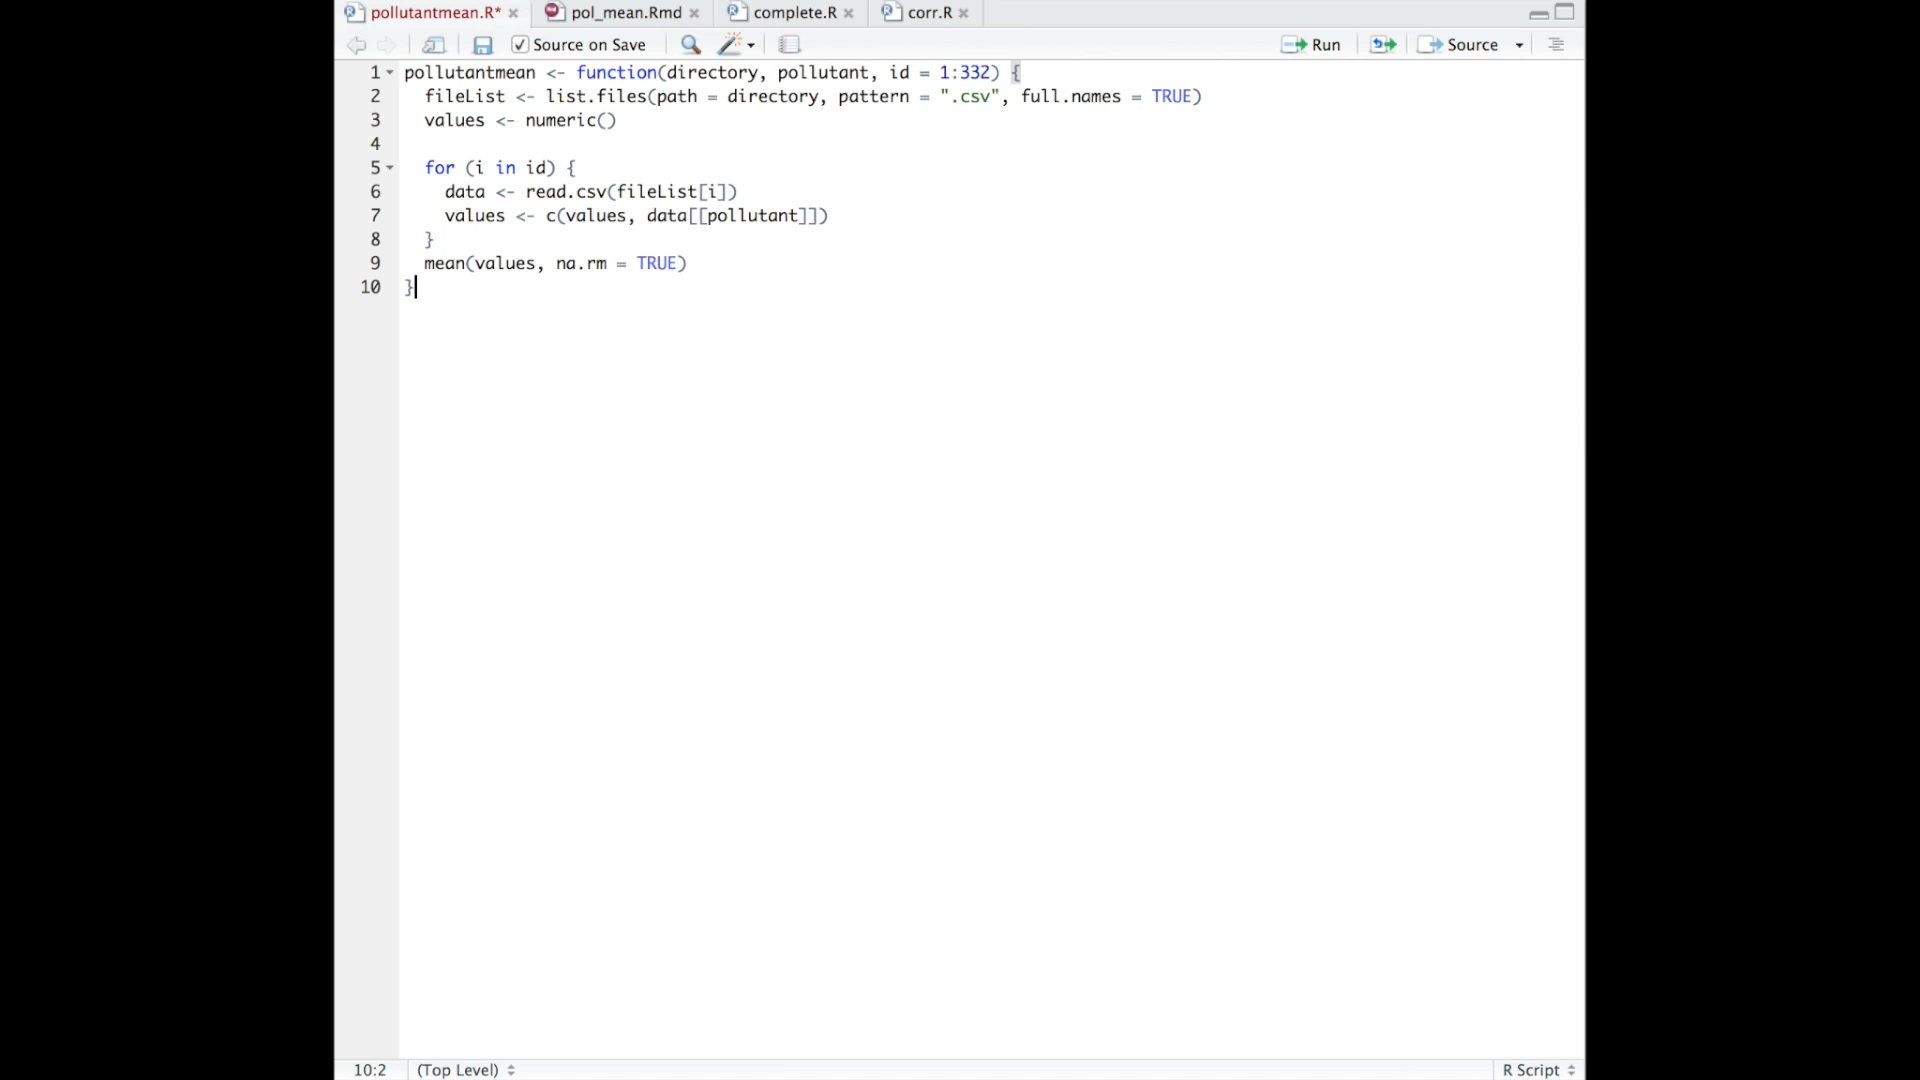 pollutantmean.R* pol_mean.Rmd complete.R corr.R
Source on Save Run Source
1 pollutantmean <- function(directory, pollutant, id = 1:332) {
2 fileList <- list.files(path = directory, pattern = ".csv", full.names = TRUE)
3 values <- numeric()
4
5 for (i in id) {
6 data <- read.csv(fileList[i])
7 values <- c(values, data[[pollutant]])
8 }
9 mean(values, na.rm = TRUE)
10 }
10:2 (Top Level) R Script